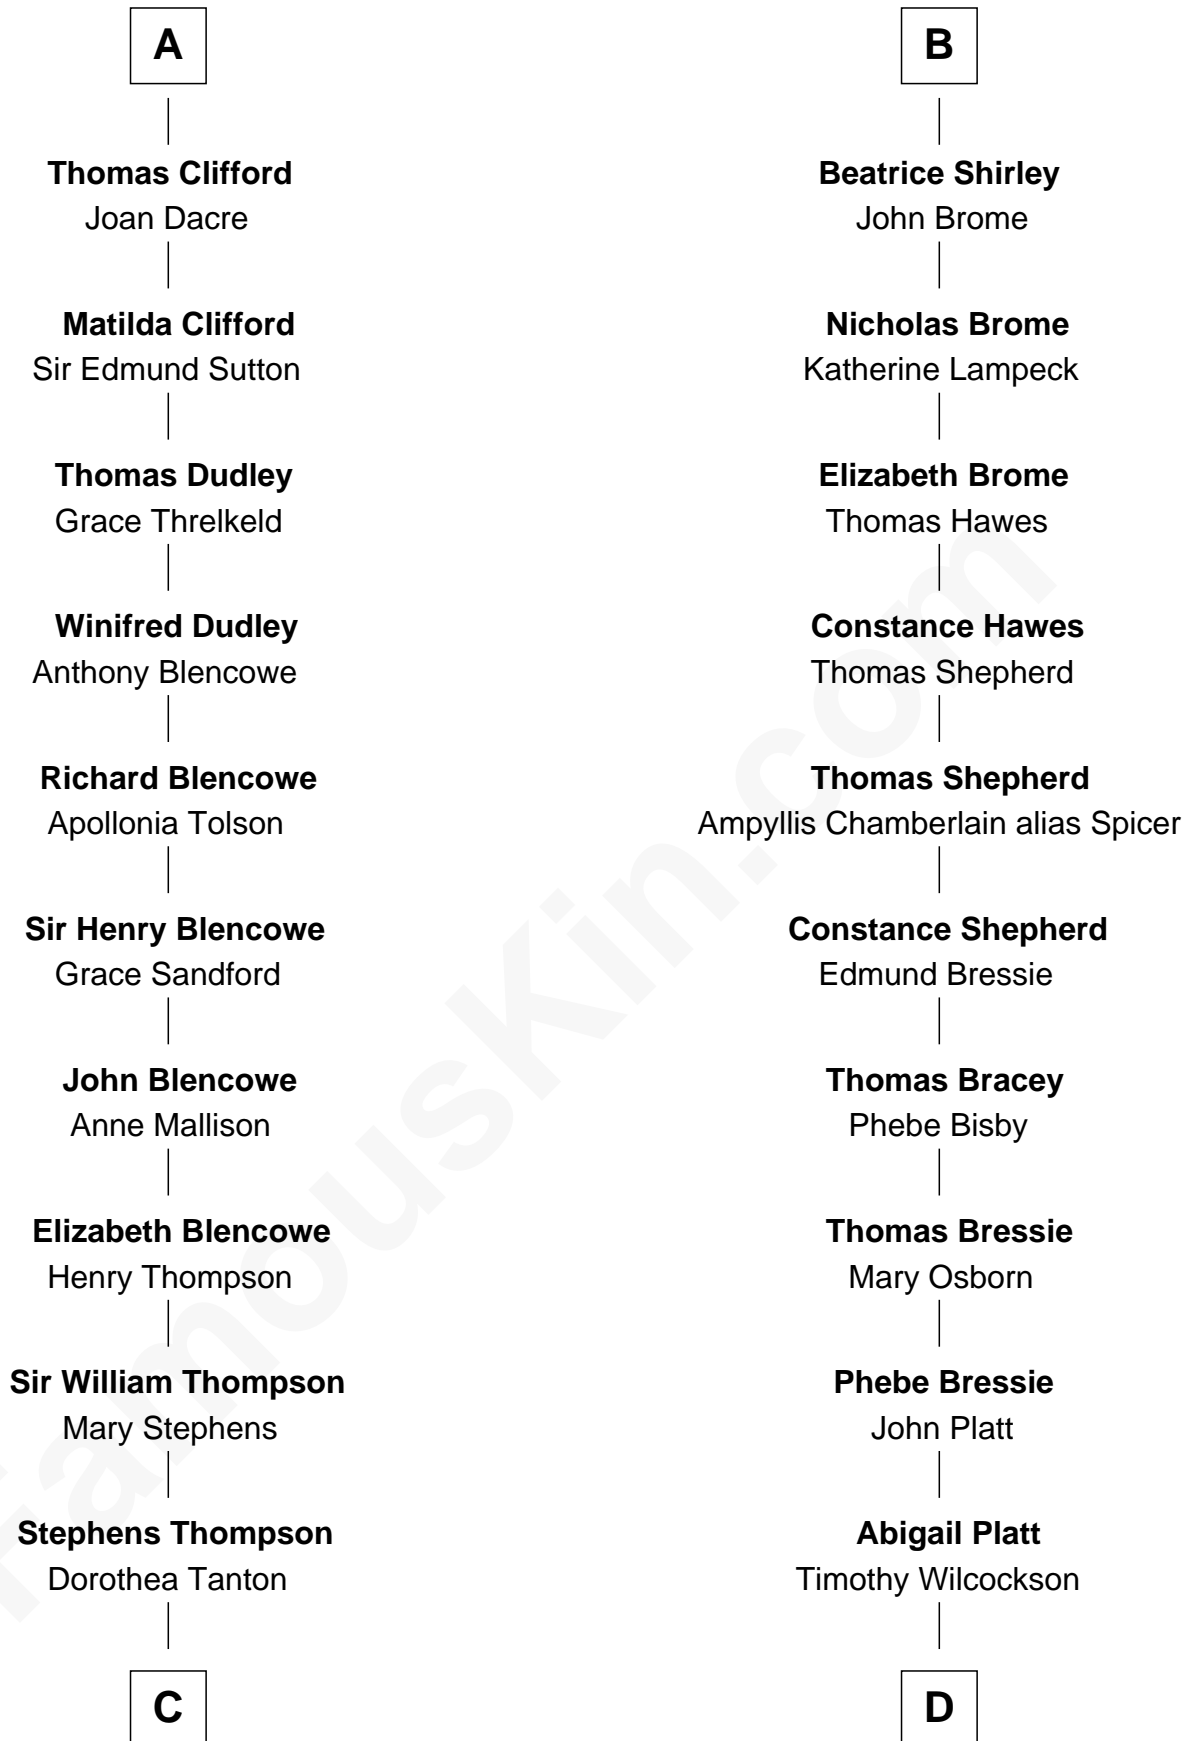 A
Thomas Clifford
Joan Dacre
Matilda Clifford
Sir Edmund Sutton
Thomas Dudley
Grace Threlkeld
Winifred Dudley
Anthony Blencowe
Richard Blencowe
Apollonia Tolson
Sir Henry Blencowe
Grace Sandford
John Blencowe
Anne Mallison
Elizabeth Blencowe
Henry Thompson
Sir William Thompson
Mary Stephens
Stephens Thompson
Dorothea Tanton
C
B
Beatrice Shirley
John Brome
Nicholas Brome
Katherine Lampeck
Elizabeth Brome
Thomas Hawes
Constance Hawes
Thomas Shepherd
Thomas Shepherd
Ampyllis Chamberlain alias Spicer
Constance Shepherd
Edmund Bressie
Thomas Bracey
Phebe Bisby
Thomas Bressie
Mary Osborn
Phebe Bressie
John Platt
Abigail Platt
Timothy Wilcockson
D
FamousKin.com